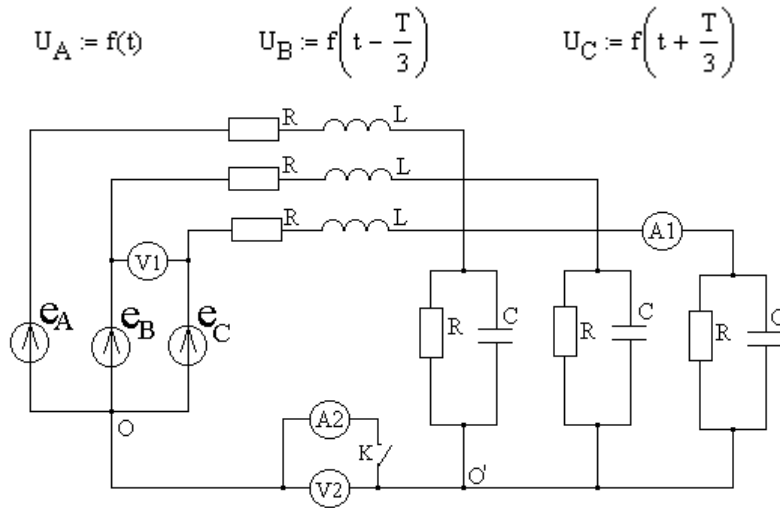 U_A := f(t) U_B := f(t - T/3) U_C := f(t + T/3)
R L
R L
R L
V1 A1
e_A e_B e_C
R C R C R C
O
A2
K
V2 O'